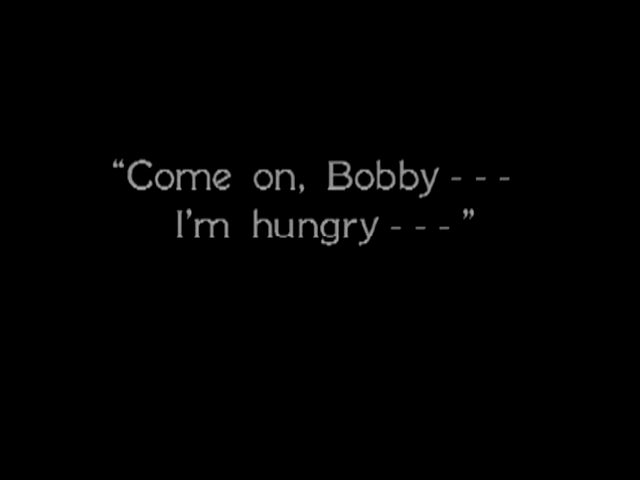 “Come on, Bobby - - -
I'm hungry - - - ”